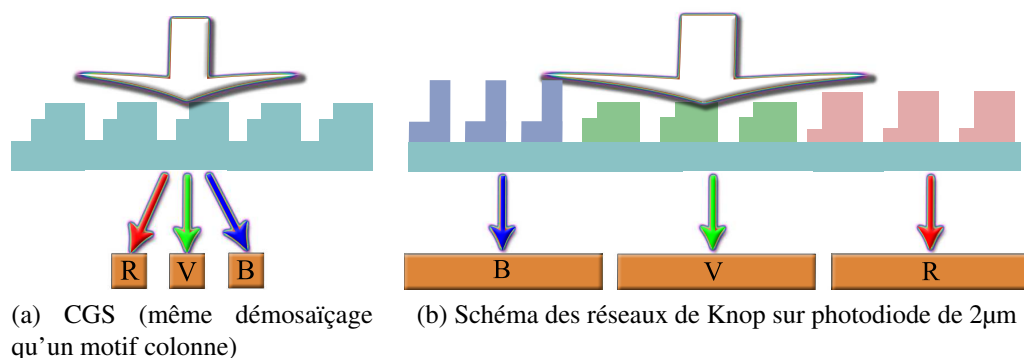 R V B
B V R
(a) CGS (même démosaïçage
qu'un motif colonne)
(b) Schéma des réseaux de Knop sur photodiode de 2µm